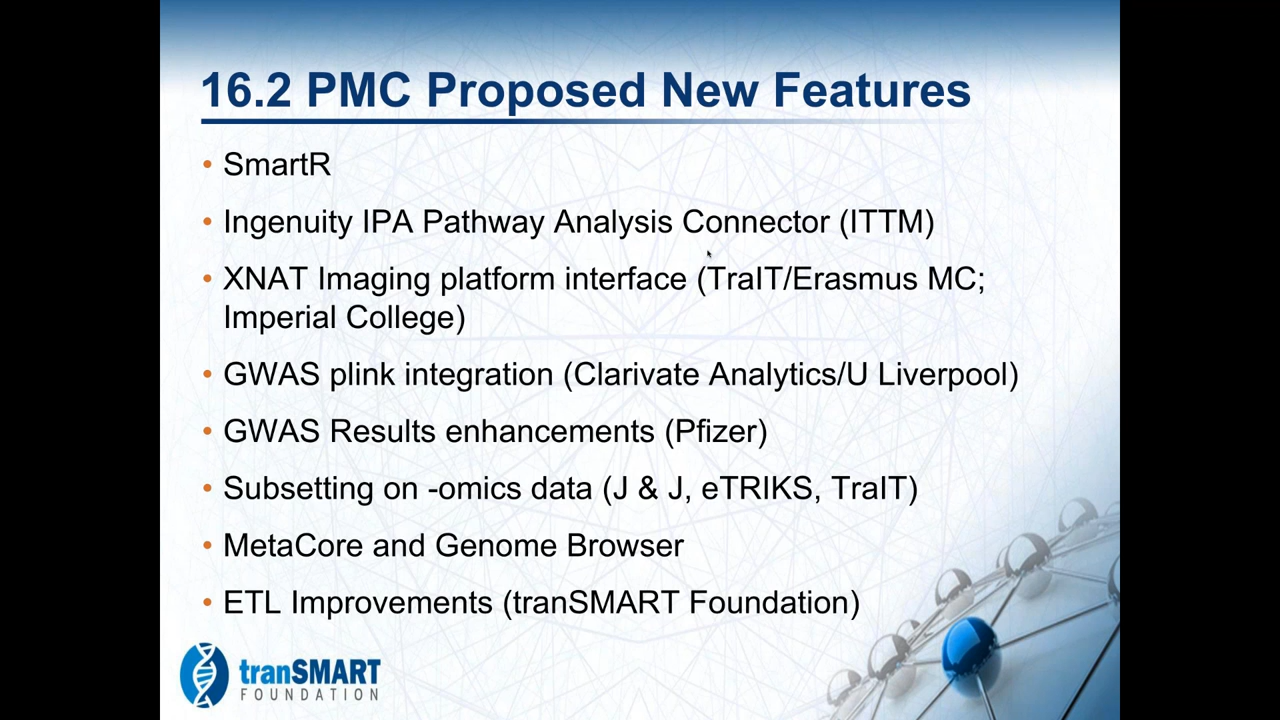 16.2 PMC Proposed New Features
• SmartR
• Ingenuity IPA Pathway Analysis Connector (ITTM)
• XNAT Imaging platform interface (TraIT/Erasmus MC;
Imperial College)
• GWAS plink integration (Clarivate Analytics/U Liverpool)
• GWAS Results enhancements (Pfizer)
• Subsetting on -omics data (J & J, eTRIKS, TraIT)
• MetaCore and Genome Browser
• ETL Improvements (tranSMART Foundation)
tranSMART
FOUNDATION